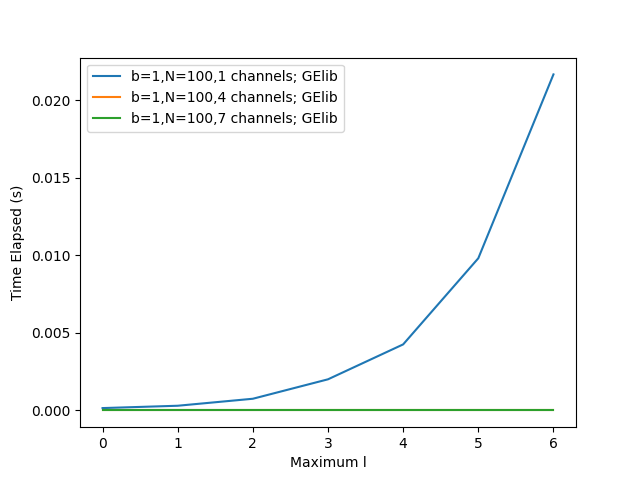 b=1,N=100,1 channels; GElib
b=1,N=100,4 channels; GElib
b=1,N=100,7 channels; GElib
Time Elapsed (s)
0.020
0.015
0.010
0.005
0.000
0 1 2 3 4 5 6
Maximum l